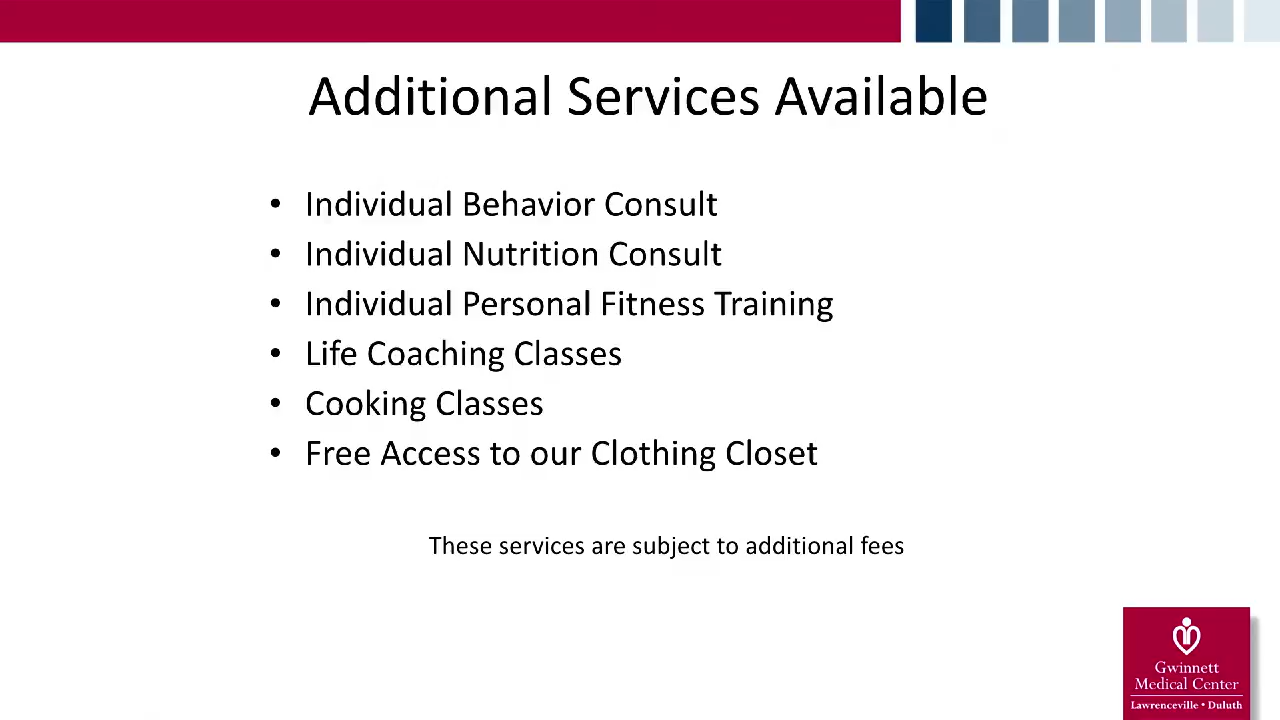 Additional Services Available
• Individual Behavior Consult
• Individual Nutrition Consult
• Individual Personal Fitness Training
• Life Coaching Classes
• Cooking Classes
• Free Access to our Clothing Closet
These services are subject to additional fees
Gwinnett
Medical Center
Lawrenceville • Duluth